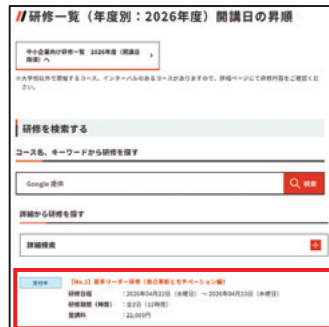 研修一覧(年度別:2026年度)開講日の昇順
中小企業向け研修一覧 2026年度(開講日
順順)へ
※大学校以外で開催するコース、インターバルのあるコースがありますので、詳細ページにて研修内容をご確認くだ
さい。
研修を検索する
コース名、キーワードから研修を探す
Google 提供
検索
詳細から研修を探す
詳細検索
受付中
【No.1】若手リーダー研修(自己革新とモチベーション編)
研修日程 :2026年04月22日(水曜日) ~2026年04月23日(木曜日)
研修期間(時間) :全2日(12時間)
受講料 :22,000円